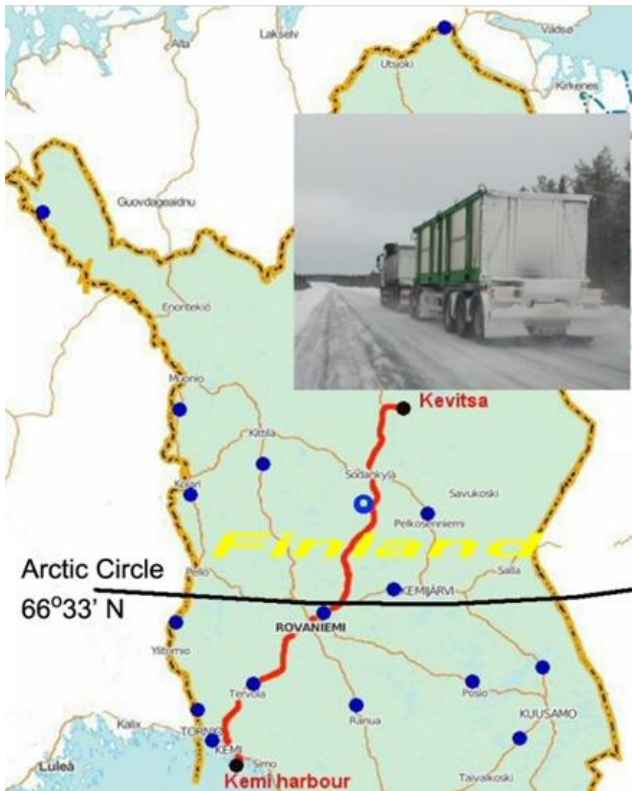 Vadsø
Alta
Lakselv
Utsjoki
Kirkenes
Guovdageaidnu
Enontekiö
Muonio
Kevitsa
Kittilä
Sodankylä
Kolari
Savukoski
Pelkosenniemi
Finland
Arctic Circle
66°33' N
Pello
Salla
KEMIJÄRVI
ROVANIEMI
Ylitornio
Tervola
Posio
Ranua
KUUSAMO
Kalix
TORNIO
KEMI
Simo
Luleå
Kemi harbour
Taivalkoski